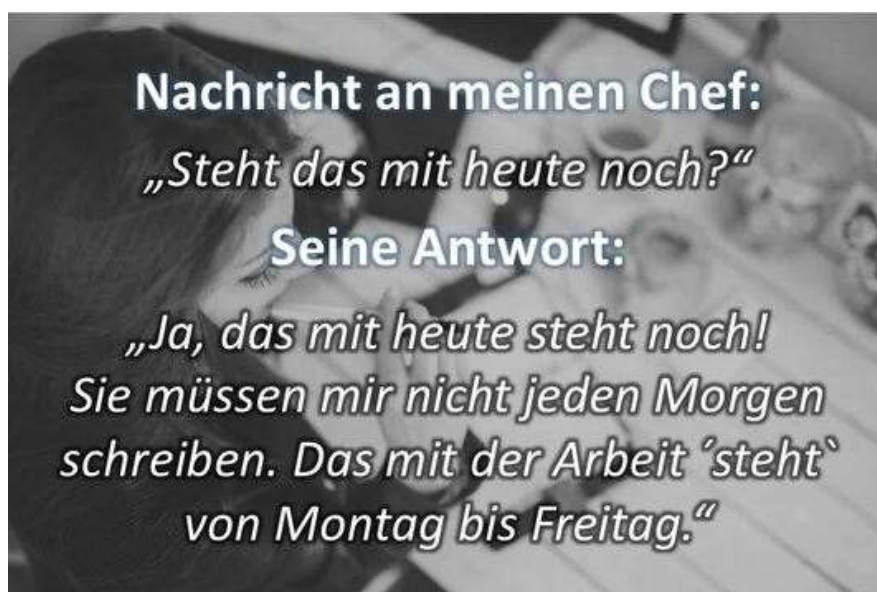 Nachricht an meinen Chef:
„Steht das mit heute noch?“
Seine Antwort:
„Ja, das mit heute steht noch!
Sie müssen mir nicht jeden Morgen
schreiben. Das mit der Arbeit ´steht`
von Montag bis Freitag.“